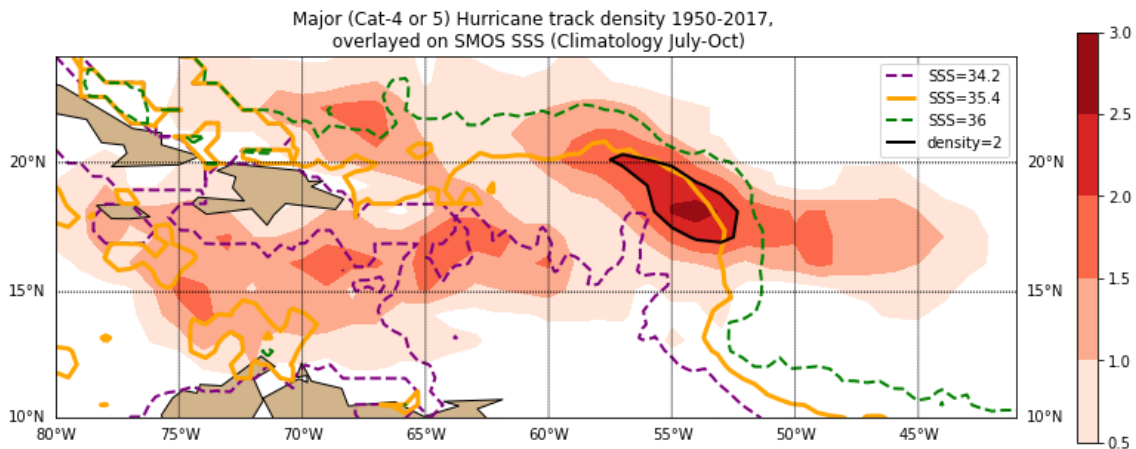 Major (Cat-4 or 5) Hurricane track density 1950-2017,
overlayed on SMOS SSS (Climatology July-Oct)
SSS=34.2
SSS=35.4
SSS=36
density=2
20°N
15°N
10°N
20°N
15°N
10°N
80°W
75°W
70°W
65°W
60°W
55°W
50°W
45°W
3.0
2.5
2.0
1.5
1.0
0.5